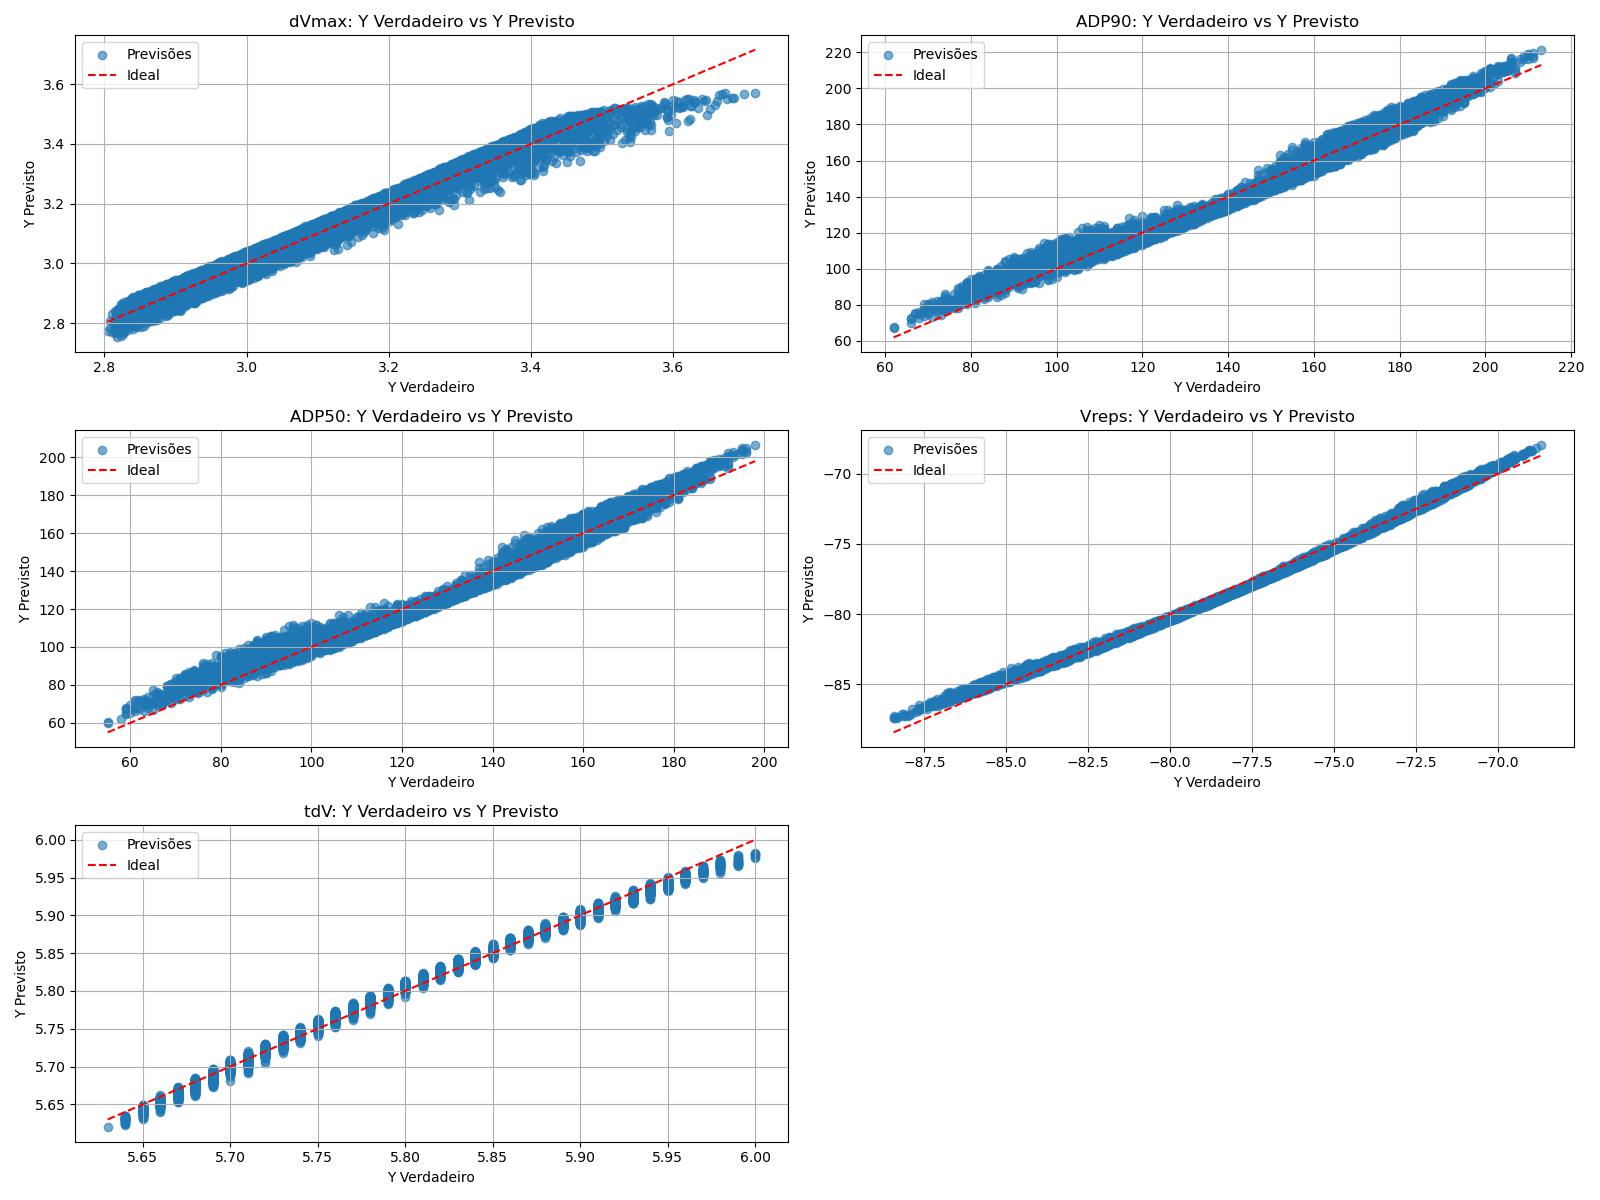 dVmax: Y Verdadeiro vs Y Previsto
Previsões
Ideal
Y Previsto
3.6
3.4
3.2
3.0
2.8
2.8 3.0 3.2 3.4 3.6
Y Verdadeiro
ADP90: Y Verdadeiro vs Y Previsto
Previsões
Ideal
Y Previsto
220
200
180
160
140
120
100
80
60
60 80 100 120 140 160 180 200 220
Y Verdadeiro
ADP50: Y Verdadeiro vs Y Previsto
Previsões
Ideal
Y Previsto
200
180
160
140
120
100
80
60
60 80 100 120 140 160 180 200
Y Verdadeiro
Vreps: Y Verdadeiro vs Y Previsto
Previsões
Ideal
Y Previsto
−70
−75
−80
−85
−87.5 −85.0 −82.5 −80.0 −77.5 −75.0 −72.5 −70.0
Y Verdadeiro
tdV: Y Verdadeiro vs Y Previsto
Previsões
Ideal
Y Previsto
6.00
5.95
5.90
5.85
5.80
5.75
5.70
5.65
5.65 5.70 5.75 5.80 5.85 5.90 5.95 6.00
Y Verdadeiro